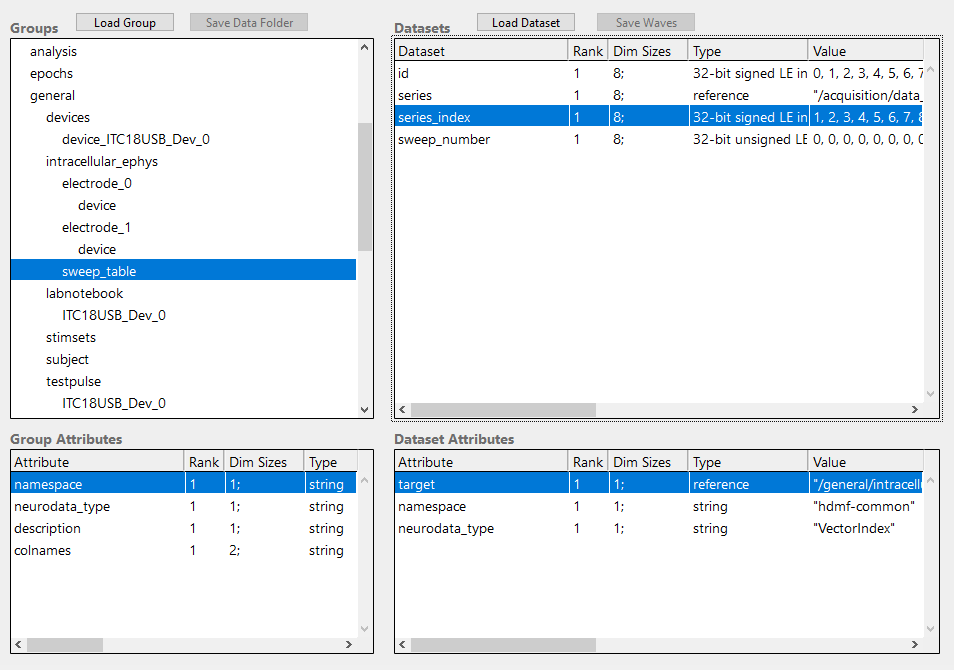 Groups Load Group Save Data Folder
analysis
epochs
general
devices
device_ITC18USB_Dev_0
intracellular_ephys
electrode_0
device
electrode_1
device
sweep_table
labnotebook
ITC18USB_Dev_0
stimsets
subject
testpulse
ITC18USB_Dev_0
Datasets Load Dataset Save Waves
Dataset Rank Dim Sizes Type Value
id 1 8; 32-bit signed LE in 0, 1, 2, 3, 4, 5, 6, 7
series 1 8; reference "/acquisition/data_
series_index 1 8; 32-bit signed LE in 1, 2, 3, 4, 5, 6, 7, 8
sweep_number 1 8; 32-bit unsigned LE 0, 0, 0, 0, 0, 0, 0, 0
Group Attributes
Attribute Rank Dim Sizes Type
namespace 1 1; string
neurodata_type 1 1; string
description 1 1; string
colnames 1 2; string
Dataset Attributes
Attribute Rank Dim Sizes Type Value
target 1 1; reference "/general/intracell
namespace 1 1; string "hdmf-common"
neurodata_type 1 1; string "VectorIndex"